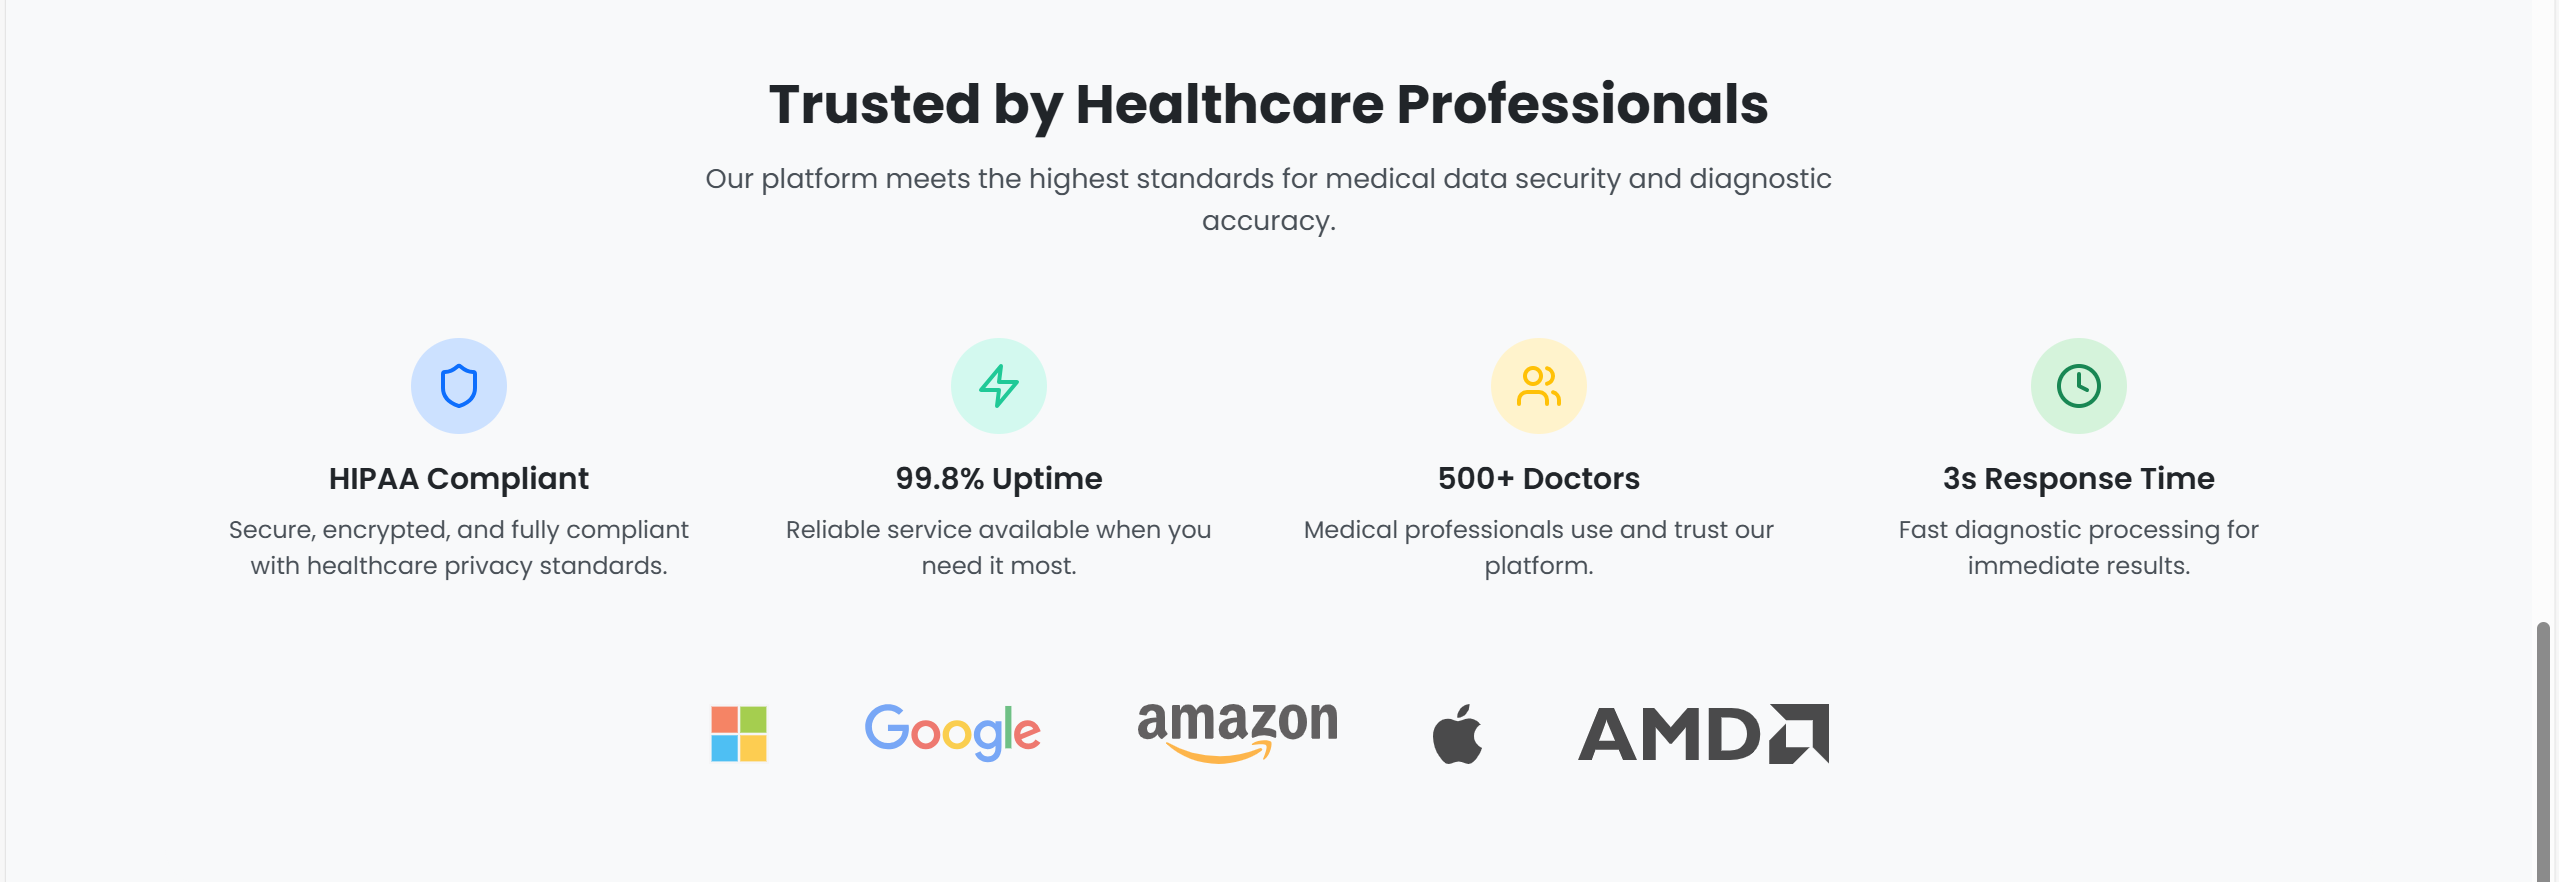 Trusted by Healthcare Professionals
Our platform meets the highest standards for medical data security and diagnostic
accuracy.
HIPAA Compliant
Secure, encrypted, and fully compliant
with healthcare privacy standards.
99.8% Uptime
Reliable service available when you
need it most.
500+ Doctors
Medical professionals use and trust our
platform.
3s Response Time
Fast diagnostic processing for
immediate results.
Google
amazon
AMD